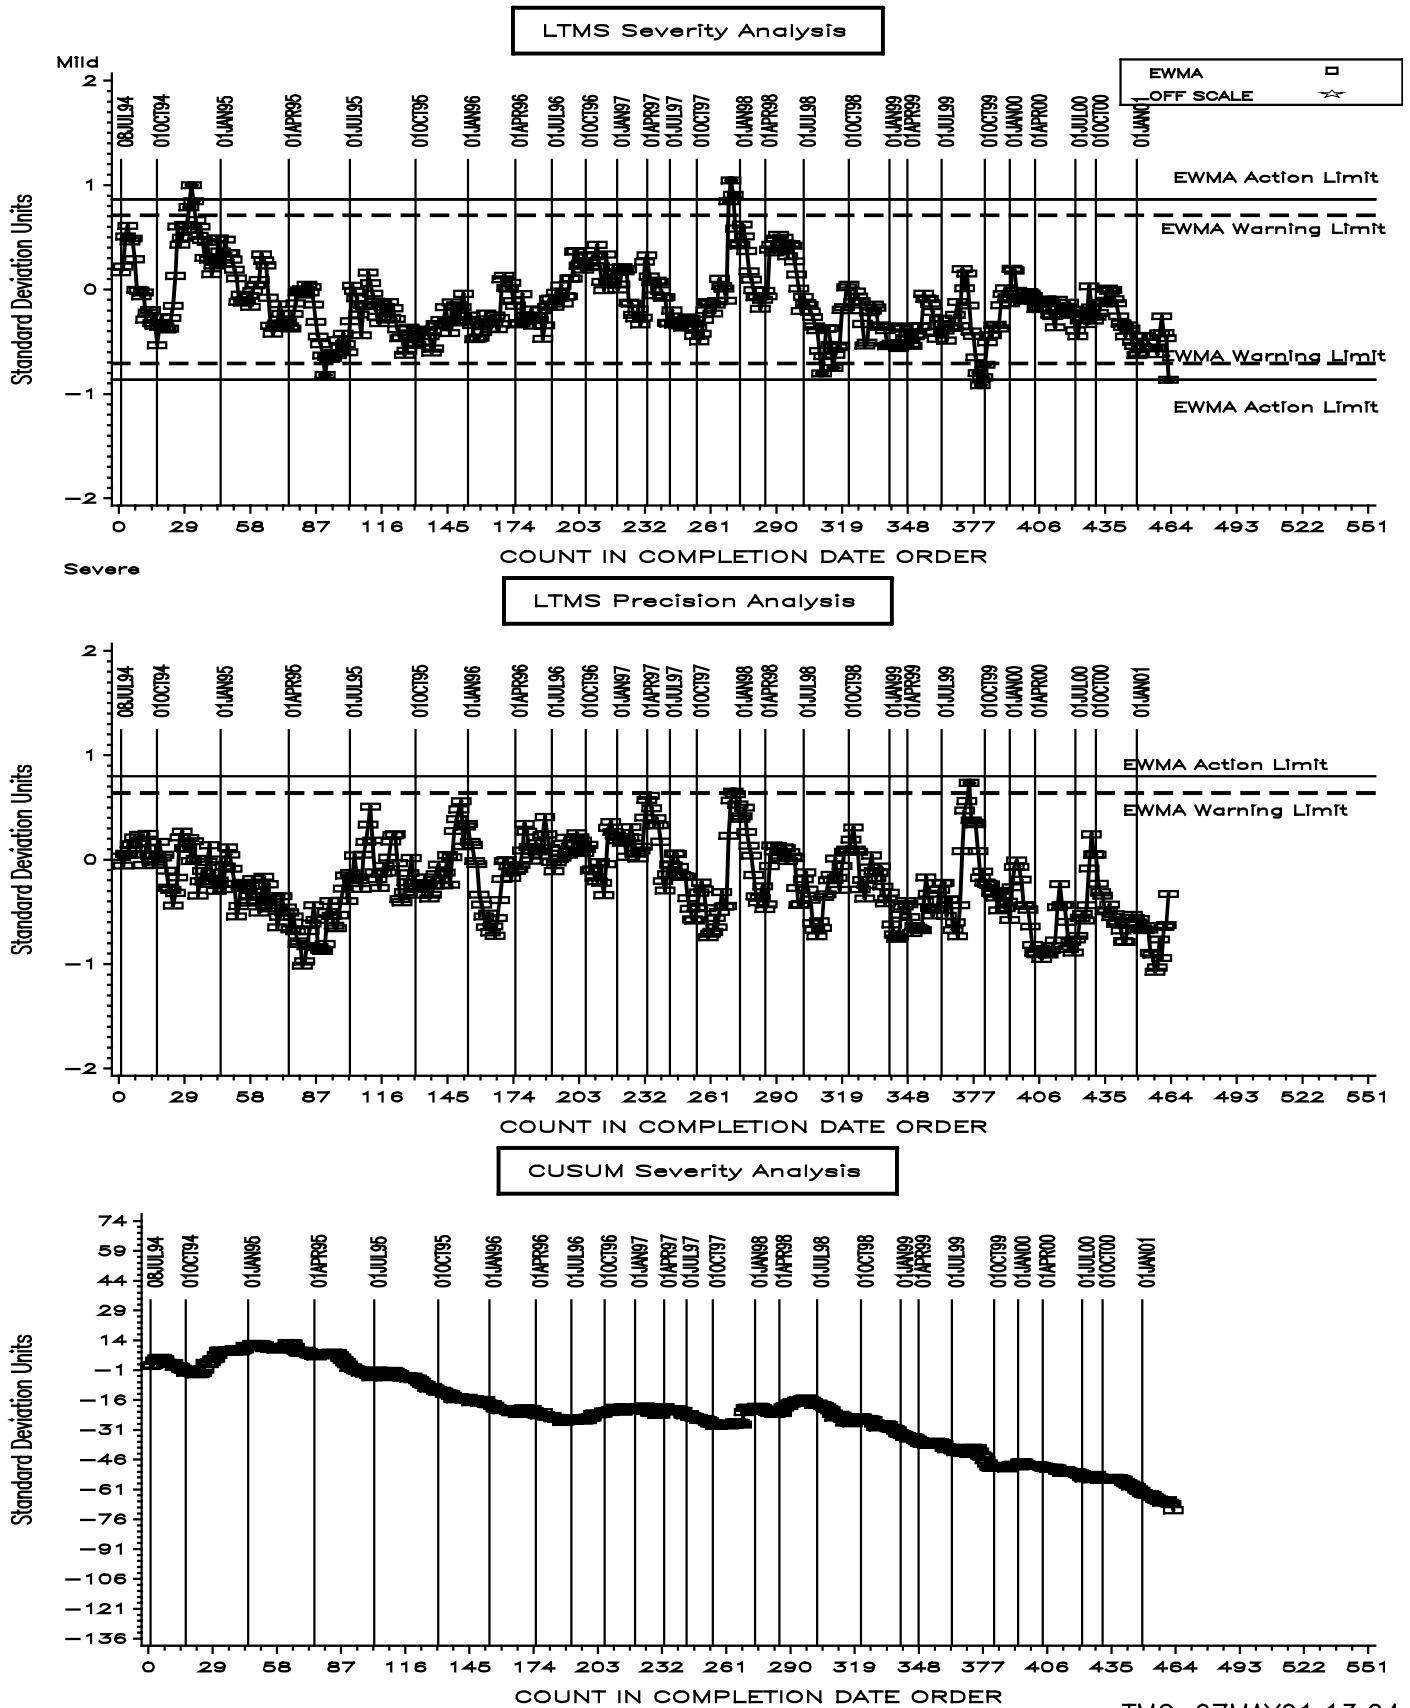 LTMS Severity Analysis
Mild
EWMA
OFF SCALE
2
1
0
−1
−2
Standard Deviation Units
08JUL94 01OCT94 01JAN95 01APR95 01JUL95 01OCT95 01JAN96 01APR96 01JUL96 01OCT96 01JAN97 01APR97 01JUL97 01OCT97 01JAN98 01APR98 01JUL98 01OCT98 01JAN99 01APR99 01JUL99 01OCT99 01JAN00 01APR00 01JUL00 01OCT00 01JAN01
EWMA Action Limit
EWMA Warning Limit
EWMA Warning Limit
EWMA Action Limit
0 29 58 87 116 145 174 203 232 261 290 319 348 377 406 435 464 493 522 551
COUNT IN COMPLETION DATE ORDER
Severe
LTMS Precision Analysis
2
1
0
−1
−2
Standard Deviation Units
08JUL94 01OCT94 01JAN95 01APR95 01JUL95 01OCT95 01JAN96 01APR96 01JUL96 01OCT96 01JAN97 01APR97 01JUL97 01OCT97 01JAN98 01APR98 01JUL98 01OCT98 01JAN99 01APR99 01JUL99 01OCT99 01JAN00 01APR00 01JUL00 01OCT00 01JAN01
EWMA Action Limit
EWMA Warning Limit
0 29 58 87 116 145 174 203 232 261 290 319 348 377 406 435 464 493 522 551
COUNT IN COMPLETION DATE ORDER
CUSUM Severity Analysis
74
59
44
29
14
−1
−16
−31
−46
−61
−76
−91
−106
−121
−136
Standard Deviation Units
08JUL94 01OCT94 01JAN95 01APR95 01JUL95 01OCT95 01JAN96 01APR96 01JUL96 01OCT96 01JAN97 01APR97 01JUL97 01OCT97 01JAN98 01APR98 01JUL98 01OCT98 01JAN99 01APR99 01JUL99 01OCT99 01JAN00 01APR00 01JUL00 01OCT00 01JAN01
0 29 58 87 116 145 174 203 232 261 290 319 348 377 406 435 464 493 522 551
COUNT IN COMPLETION DATE ORDER